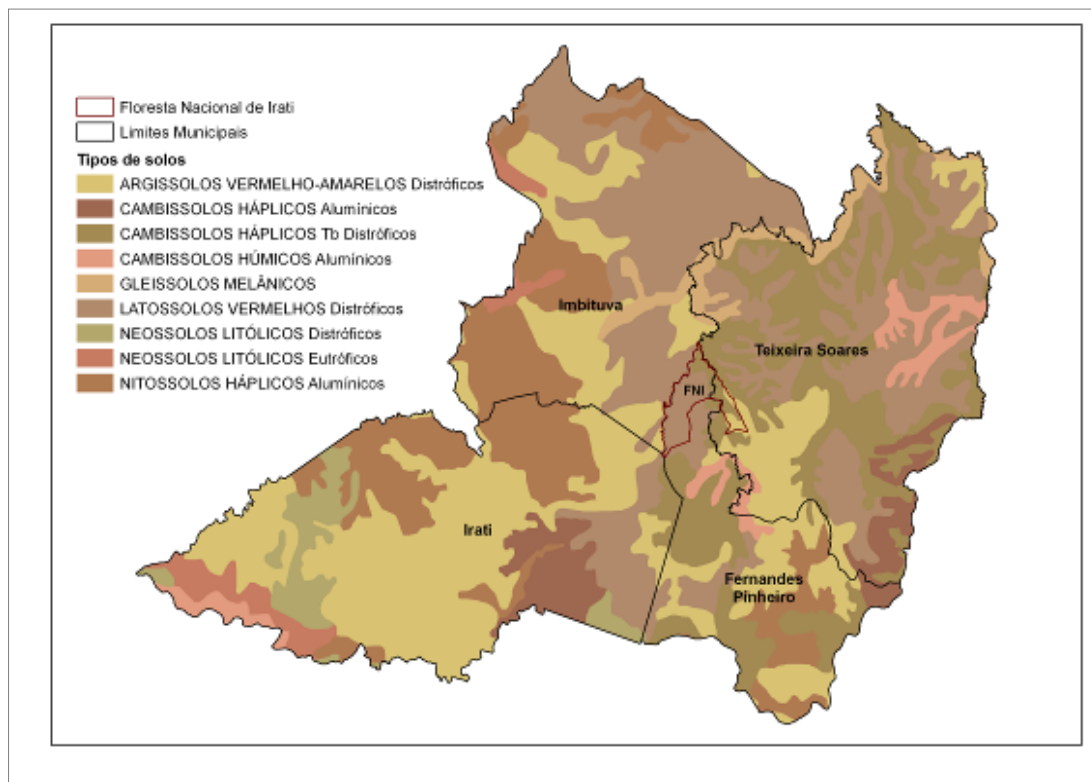 Floresta Nacional de Irati
Limites Municipais
Tipos de solos
ARGISSOLOS VERMELHO-AMARELOS Distróficos
CAMBISSOLOS HÁPLICOS Alumínicos
CAMBISSOLOS HÁPLICOS Tb Distróficos
CAMBISSOLOS HÚMICOS Alumínicos
GLEISSOLOS MELÂNICOS
LATOSSOLOS VERMELHOS Distróficos
NEOSSOLOS LITÓLICOS Distróficos
NEOSSOLOS LITÓLICOS Eutróficos
NITOSSOLOS HÁPLICOS Alumínicos
Imbituva
Teixeira Soares
FNI
Irati
Fernandes
Pinheiro